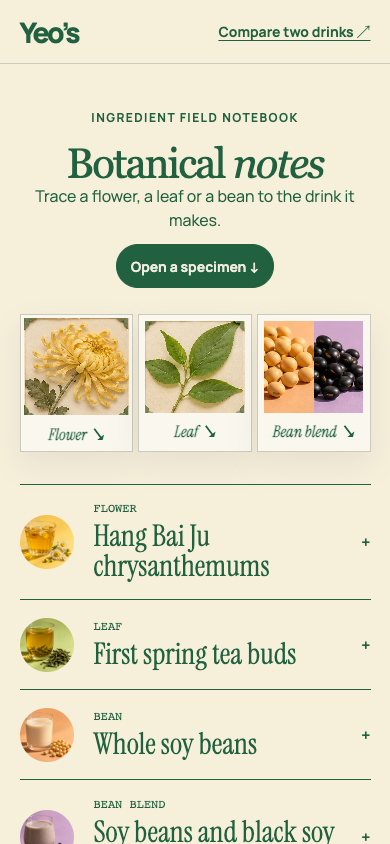 Yeo's
Compare two drinks ↗
INGREDIENT FIELD NOTEBOOK
Botanical notes
Trace a flower, a leaf or a bean to the drink it
makes.
Open a specimen ↓
Flower ↘
Leaf ↘
Bean blend ↘
FLOWER
Hang Bai Ju
chrysanthemums
+
LEAF
First spring tea buds
+
BEAN
Whole soy beans
+
BEAN BLEND
Soy beans and black soy
+